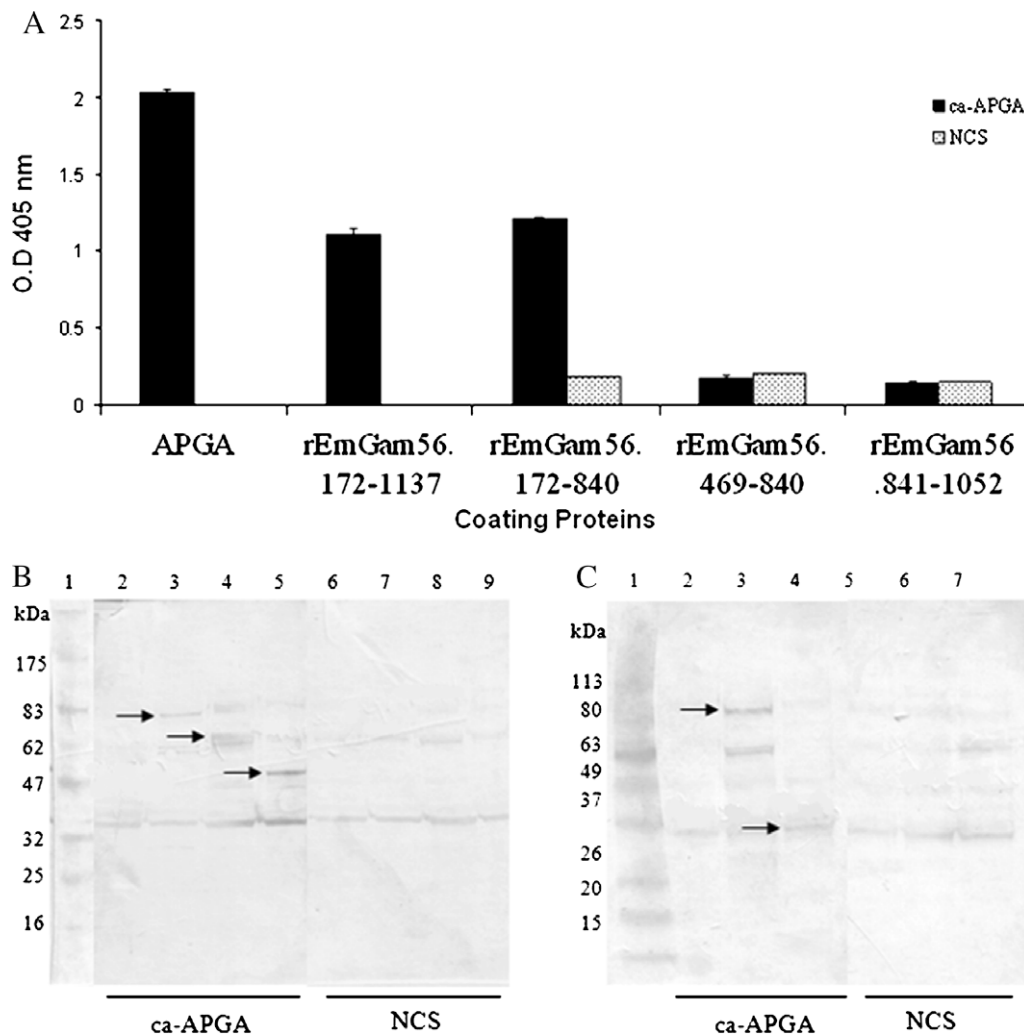 A
2.5
2
1.5
1
0.5
0
O.D 405 nm
ca-APGA
NCS
APGA
rEmGam56.
172-1137
rEmGam56.
172-840
rEmGam56.
469-840
rEmGam56
.841-1052
Coating Proteins
B
1 2 3 4 5 6 7 8 9
kDa
175
83
62
47
32
25
16
ca-APGA
NCS
C
1 2 3 4 5 6 7
kDa
113
80
63
49
37
26
20
15
ca-APGA
NCS